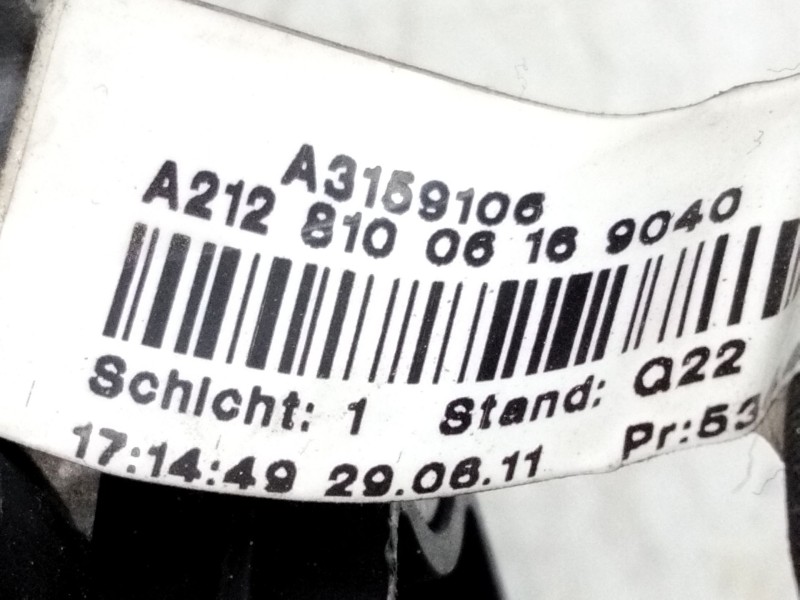 A3159106
A212 810 06 16 9040
Schicht: 1 Stand: Q22
17:14:49 29.06.11 Pr:53